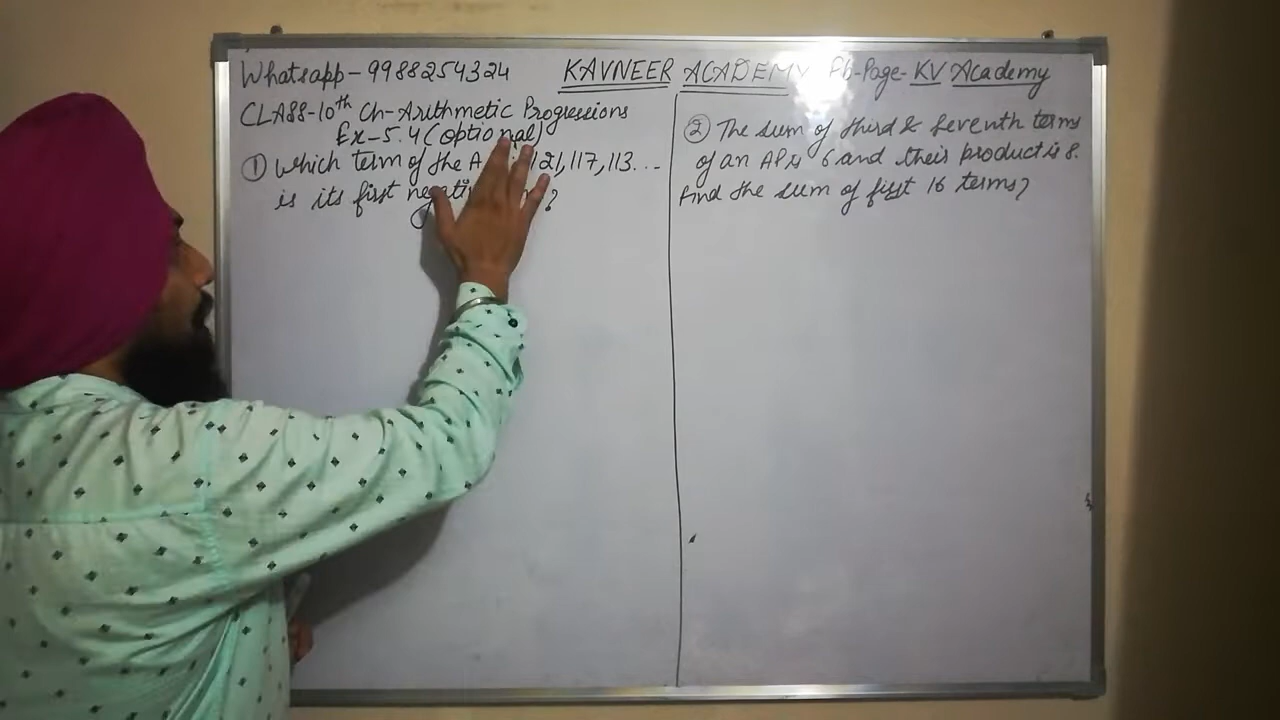 Whatsapp-9988254324 KAVNEER ACADEMY Fb-Page-KV Academy
CLASS-10th Ch-Arithmetic Progressions
Ex-5.4(optional)
① Which term of the A 121,117,113...
is its first negati ?
② The sum of third & seventh terms
of an AP is 6 and their product is 8.
Find the sum of first 16 terms?